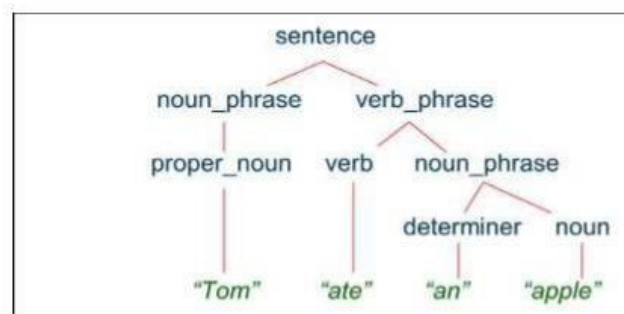 sentence
noun_phrase verb_phrase
proper_noun verb noun_phrase
determiner noun
“Tom” “ate” “an” “apple”